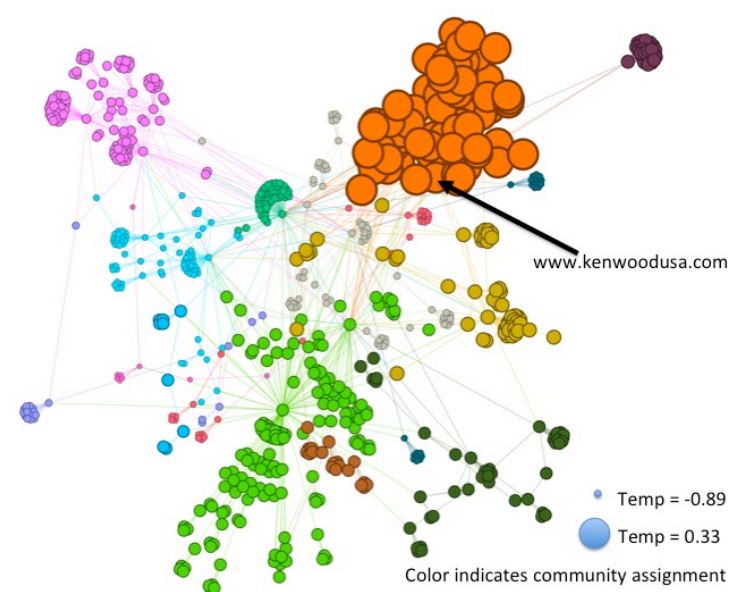 www.kenwoodusa.com
Temp = -0.89
Temp = 0.33
Color indicates community assignment